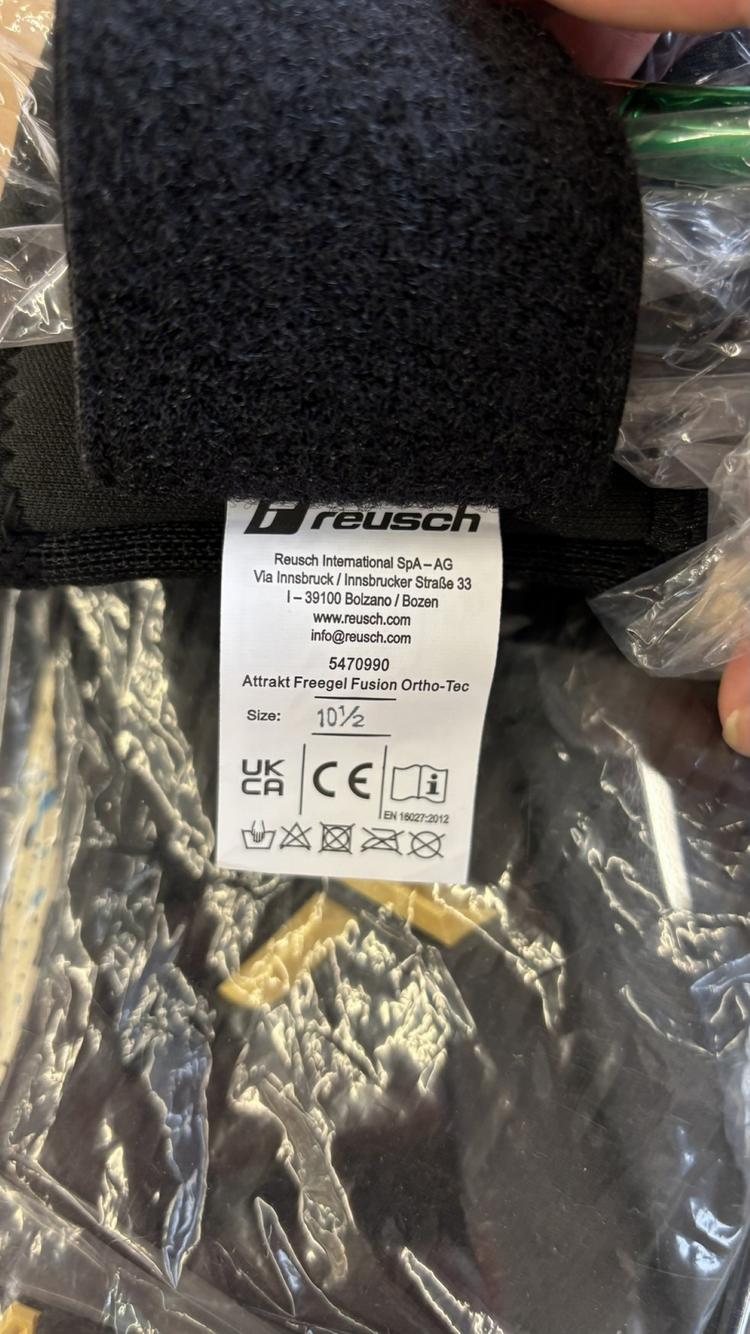 reusch
Reusch International SpA – AG
Via Innsbruck / Innsbrucker Straße 33
I – 39100 Bolzano / Bozen
www.reusch.com
info@reusch.com
5470990
Attrakt Freegel Fusion Ortho-Tec
Size: 10½
UK
CA CE i
EN 16027:2012